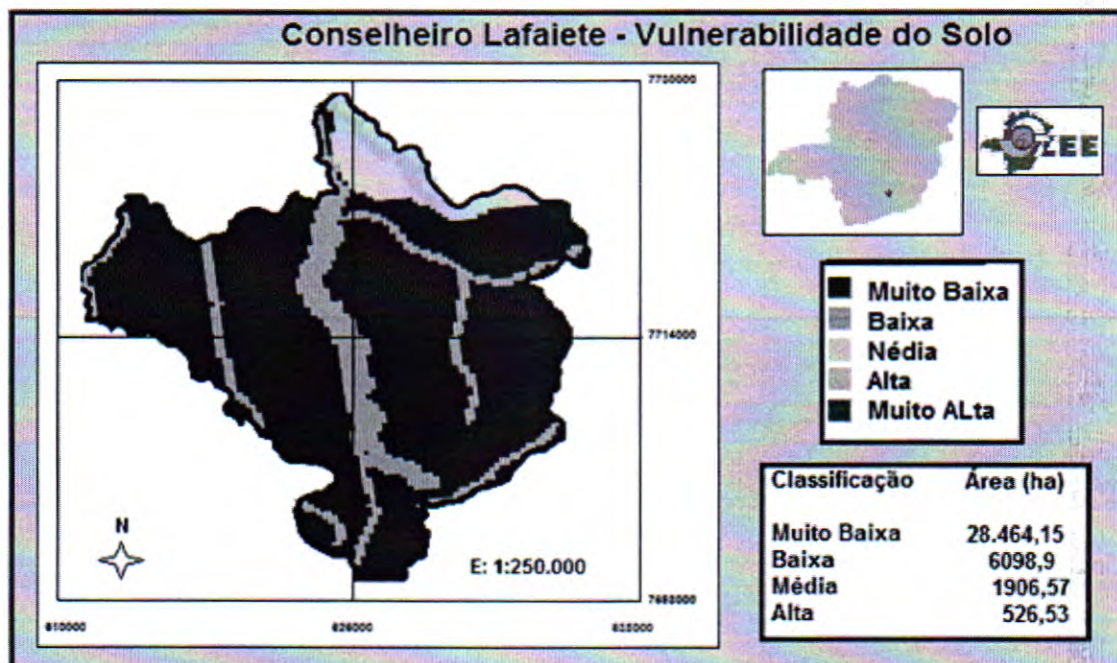 Conselheiro Lafaiete - Vulnerabilidade do Solo
7714000
N
E: 1:250.000
ZEE
Muito Baixa
Baixa
Nédia
Alta
Muito ALta
Classificação Área (ha)
Muito Baixa 28.464,15
Baixa 6098,9
Média 1906,57
Alta 526,53